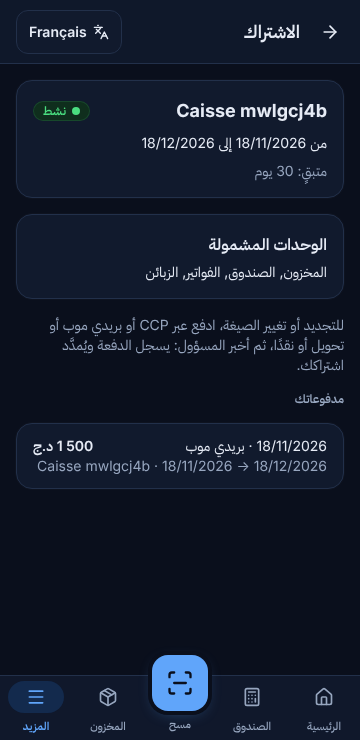 الاشتراك
Français
Caisse mwlgcj4b
نشط
من 18/11/2026 إلى 18/12/2026
متبقٍ: 30 يوم
الوحدات المشمولة
المخزون, الصندوق, الفواتير, الزبائن
للتجديد أو تغيير الصيغة، ادفع عبر CCP أو بريدي موب أو
تحويل أو نقدًا، ثم أخبر المسؤول: يسجل الدفعة ويُمدَّد
اشتراكك.
مدفوعاتك
18/11/2026 · بريدي موب
1 500 د.ج
Caisse mwlgcj4b · 18/11/2026 → 18/12/2026
الرئيسية
الصندوق
مسح
المخزون
المزيد